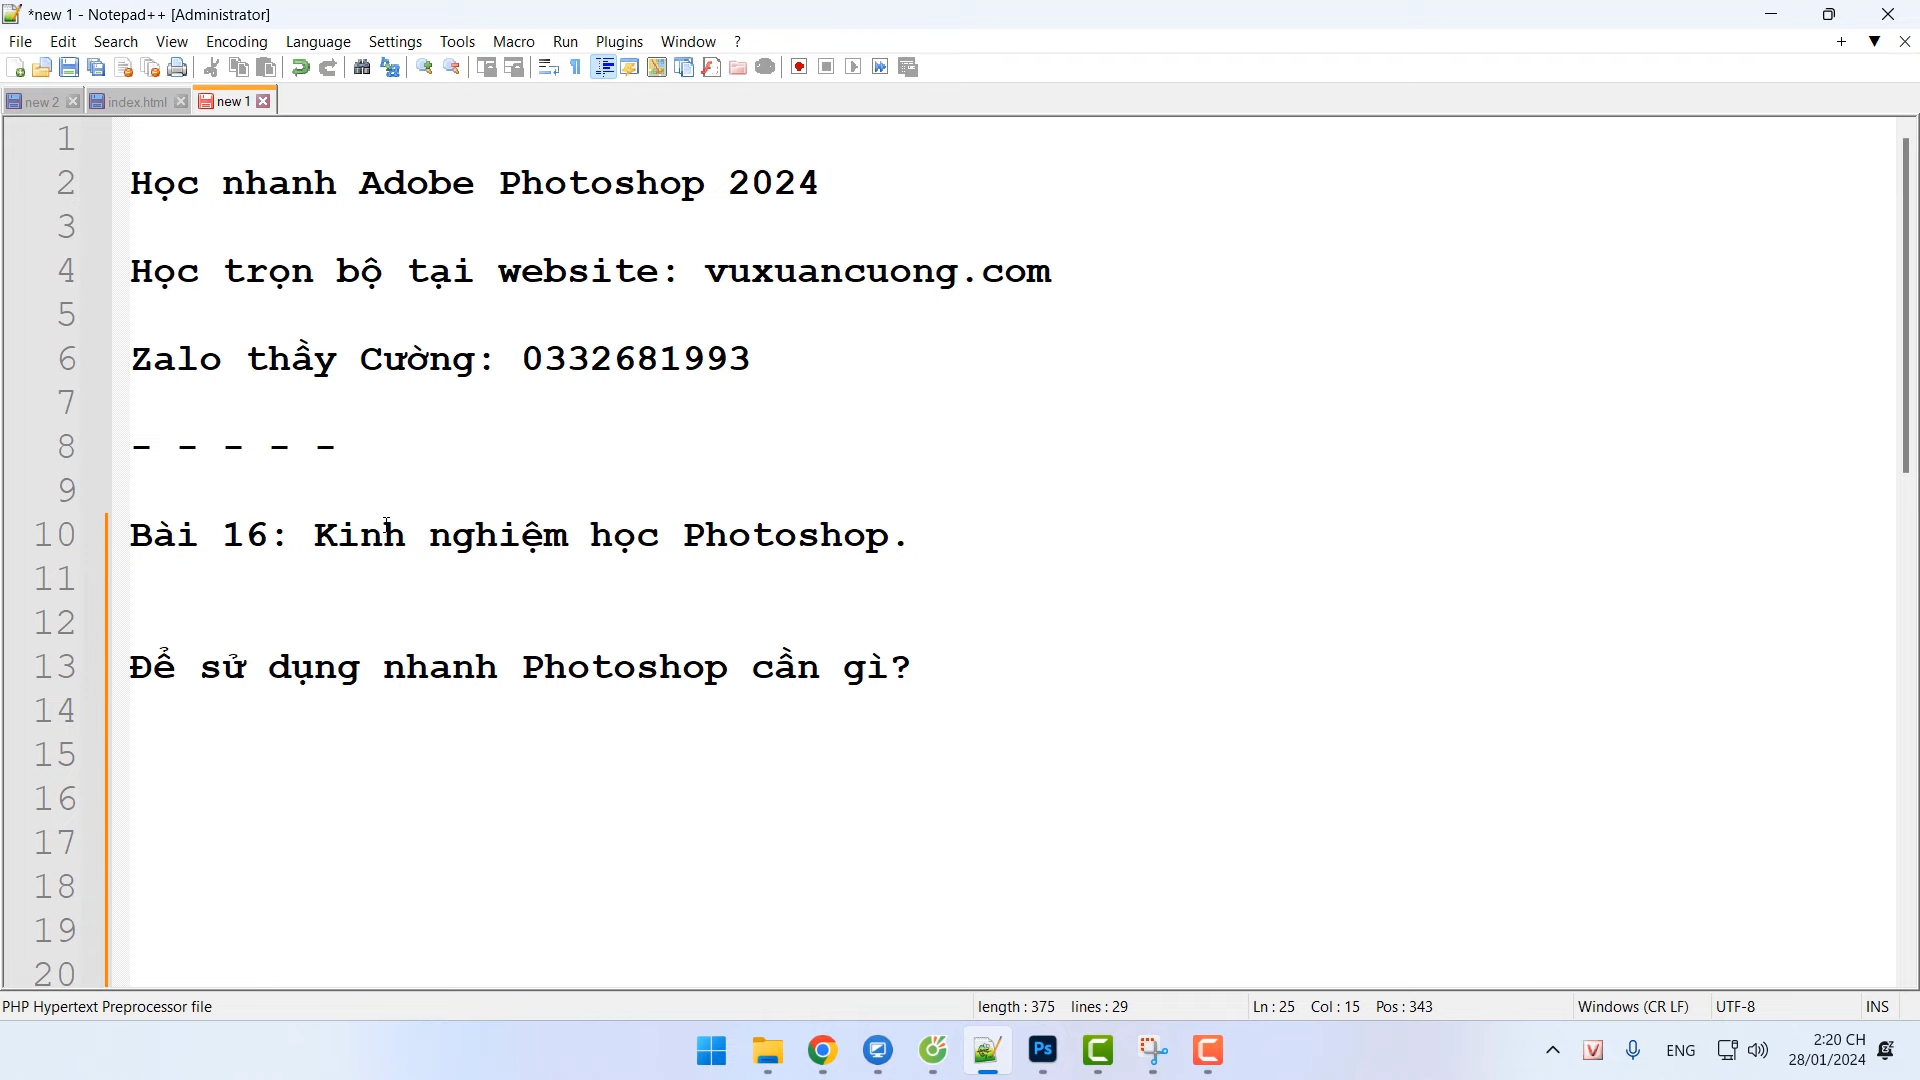 *new 1 - Notepad++ [Administrator]
File Edit Search View Encoding Language Settings Tools Macro Run Plugins Window ?
new 2 index.html new 1
1
2 Học nhanh Adobe Photoshop 2024
3
4 Học trọn bộ tại website: vuxuancuong.com
5
6 Zalo thầy Cường: 0332681993
7
8 - - - - -
9
10 Bài 16: Kinh nghiệm học Photoshop.
11
12
13 Để sử dụng nhanh Photoshop cần gì?
14
15
16
17
18
19
20
PHP Hypertext Preprocessor file length : 375 lines : 29 Ln : 25 Col : 15 Pos : 343 Windows (CR LF) UTF-8 INS
Ps V ENG 2:20 CH
28/01/2024